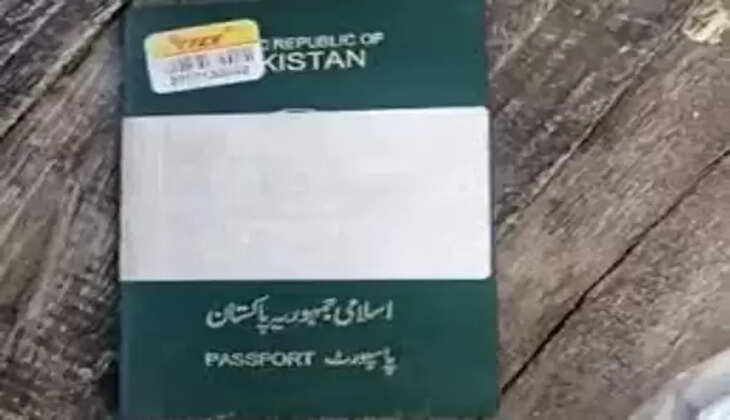 C REPUBLIC OF
KISTAN
اسلامی جمہوریہ پاکستان
PASSPORT پاسپورٹ